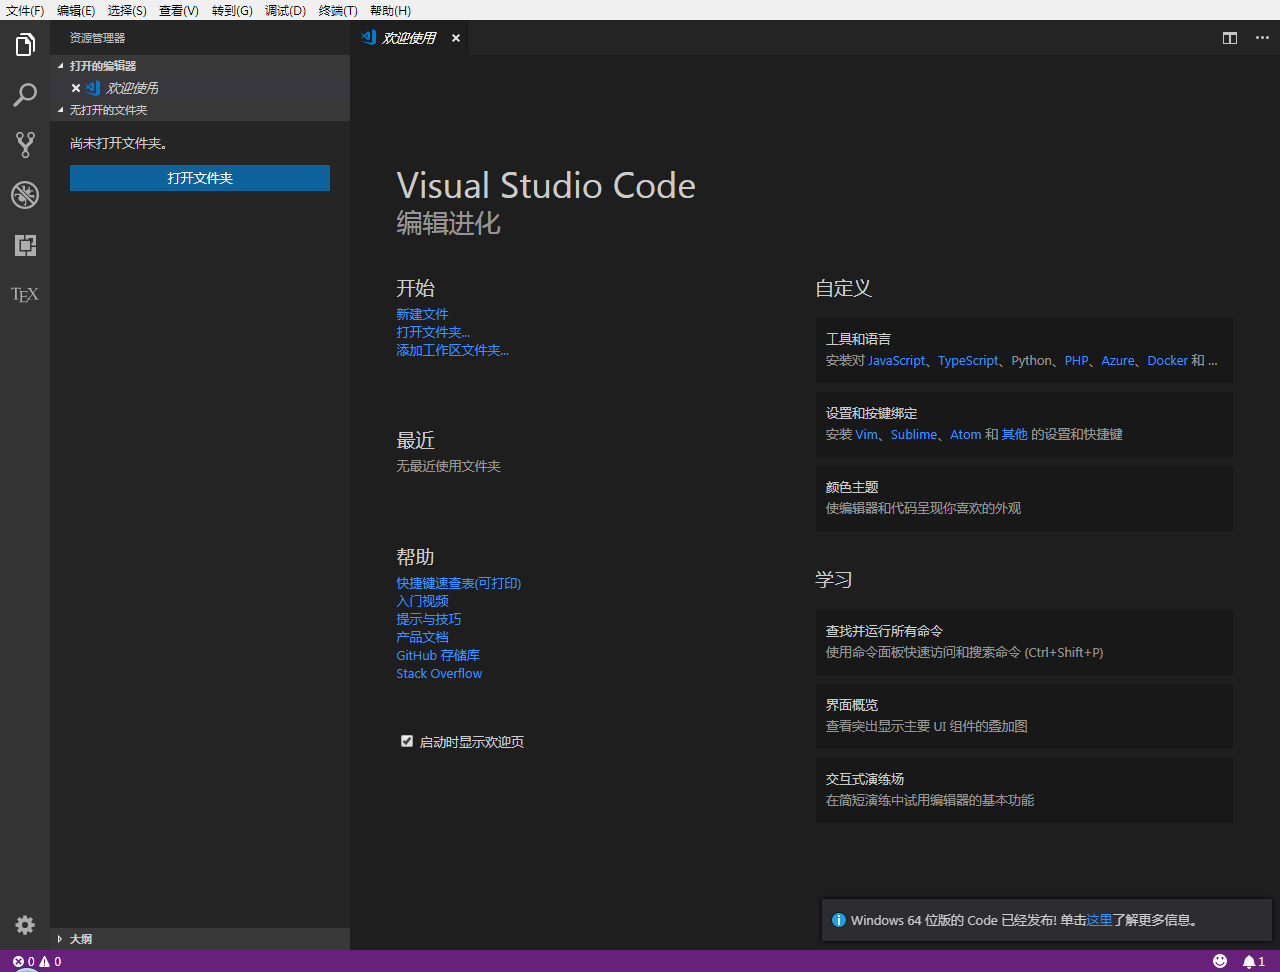 文件(F) 编辑(E) 选择(S) 查看(V) 转到(G) 调试(D) 终端(T) 帮助(H)
资源管理器
打开的编辑器
欢迎使用
无打开的文件夹
尚未打开文件夹。
打开文件夹
TEX
大纲
欢迎使用
Visual Studio Code
编辑进化
开始
新建文件
打开文件夹...
添加工作区文件夹...
最近
无最近使用文件夹
帮助
快捷键速查表(可打印)
入门视频
提示与技巧
产品文档
GitHub 存储库
Stack Overflow
启动时显示欢迎页
自定义
工具和语言
安装对 JavaScript、TypeScript、Python、PHP、Azure、Docker 和 ...
设置和按键绑定
安装 Vim、Sublime、Atom 和 其他 的设置和快捷键
颜色主题
使编辑器和代码呈现你喜欢的外观
学习
查找并运行所有命令
使用命令面板快速访问和搜索命令 (Ctrl+Shift+P)
界面概览
查看突出显示主要 UI 组件的叠加图
交互式演练场
在简短演练中试用编辑器的基本功能
Windows 64 位版的 Code 已经发布! 单击这里了解更多信息。
0 0
1